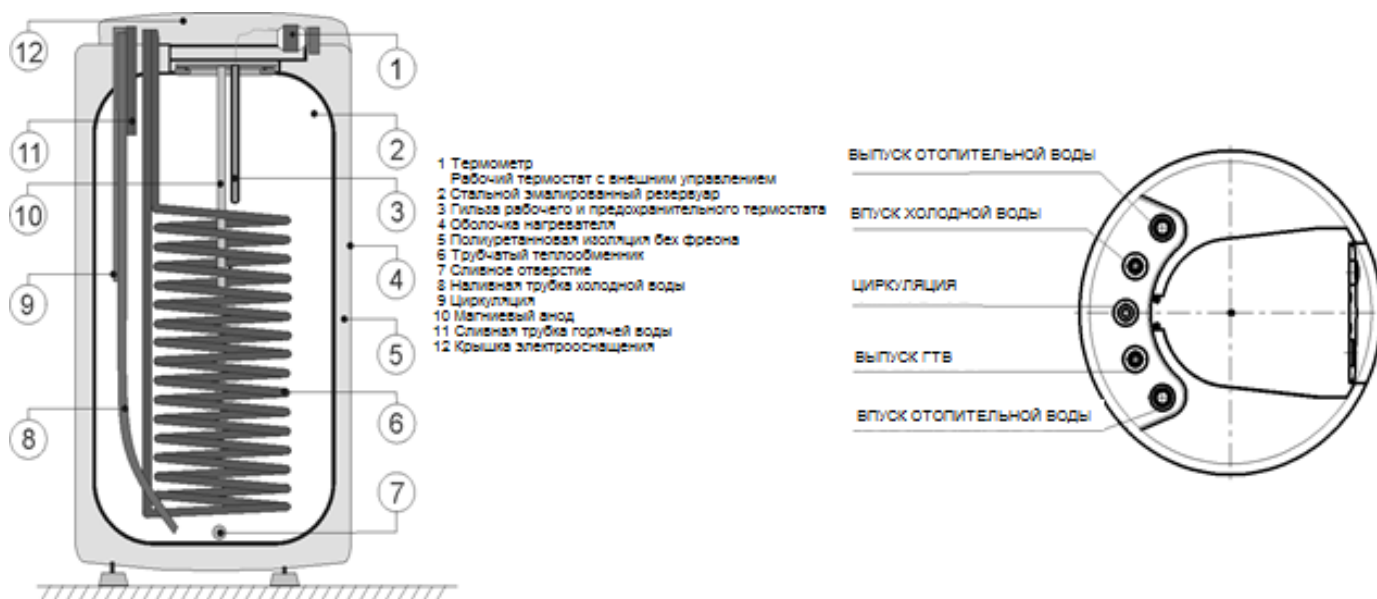 12
11
10
9
8
1
2
3
4
5
6
7
1 Термометр
Рабочий термостат с внешним управлением
2 Стальной эмалированный резервуар
3 Гильза рабочего и предохранительного термостата
4 Оболочка нагревателя
5 Полиуретанновая изоляция без фреона
6 Трубчатый теплообменник
7 Сливное отверстие
8 Наливная трубка холодной воды
9 Циркуляция
10 Магниевый анод
11 Сливная трубка горячей воды
12 Крышка электрооснащения
ВЫПУСК ОТОПИТЕЛЬНОЙ ВОДЫ
ВПУСК ХОЛОДНОЙ ВОДЫ
ЦИРКУЛЯЦИЯ
ВЫПУСК ГТВ
ВПУСК ОТОПИТЕЛЬНОЙ ВОДЫ